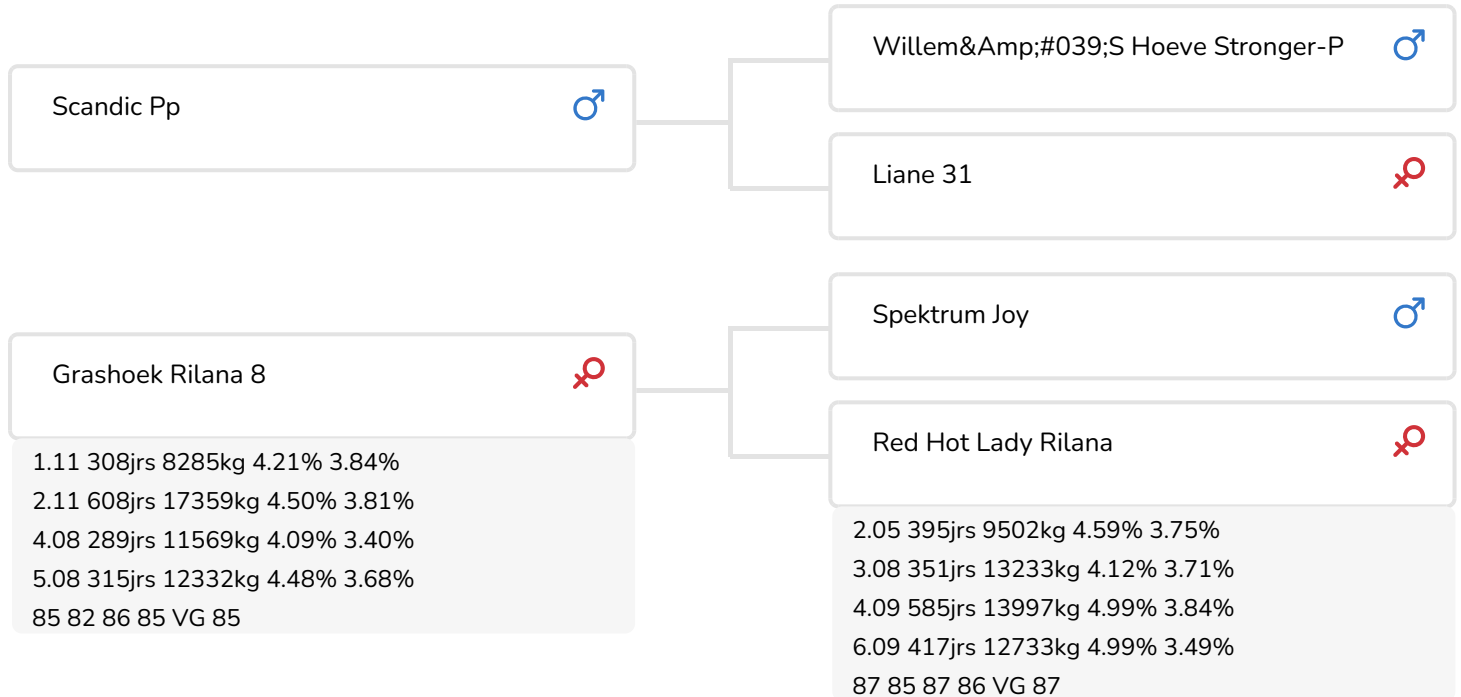 Scandic Pp
Willem&Amp;#039;S Hoeve Stronger-P
Liane 31
Grashoek Rilana 8
1.11 308jrs 8285kg 4.21% 3.84%
2.11 608jrs 17359kg 4.50% 3.81%
4.08 289jrs 11569kg 4.09% 3.40%
5.08 315jrs 12332kg 4.48% 3.68%
85 82 86 85 VG 85
Spektrum Joy
Red Hot Lady Rilana
2.05 395jrs 9502kg 4.59% 3.75%
3.08 351jrs 13233kg 4.12% 3.71%
4.09 585jrs 13997kg 4.99% 3.84%
6.09 417jrs 12733kg 4.99% 3.49%
87 85 87 86 VG 87